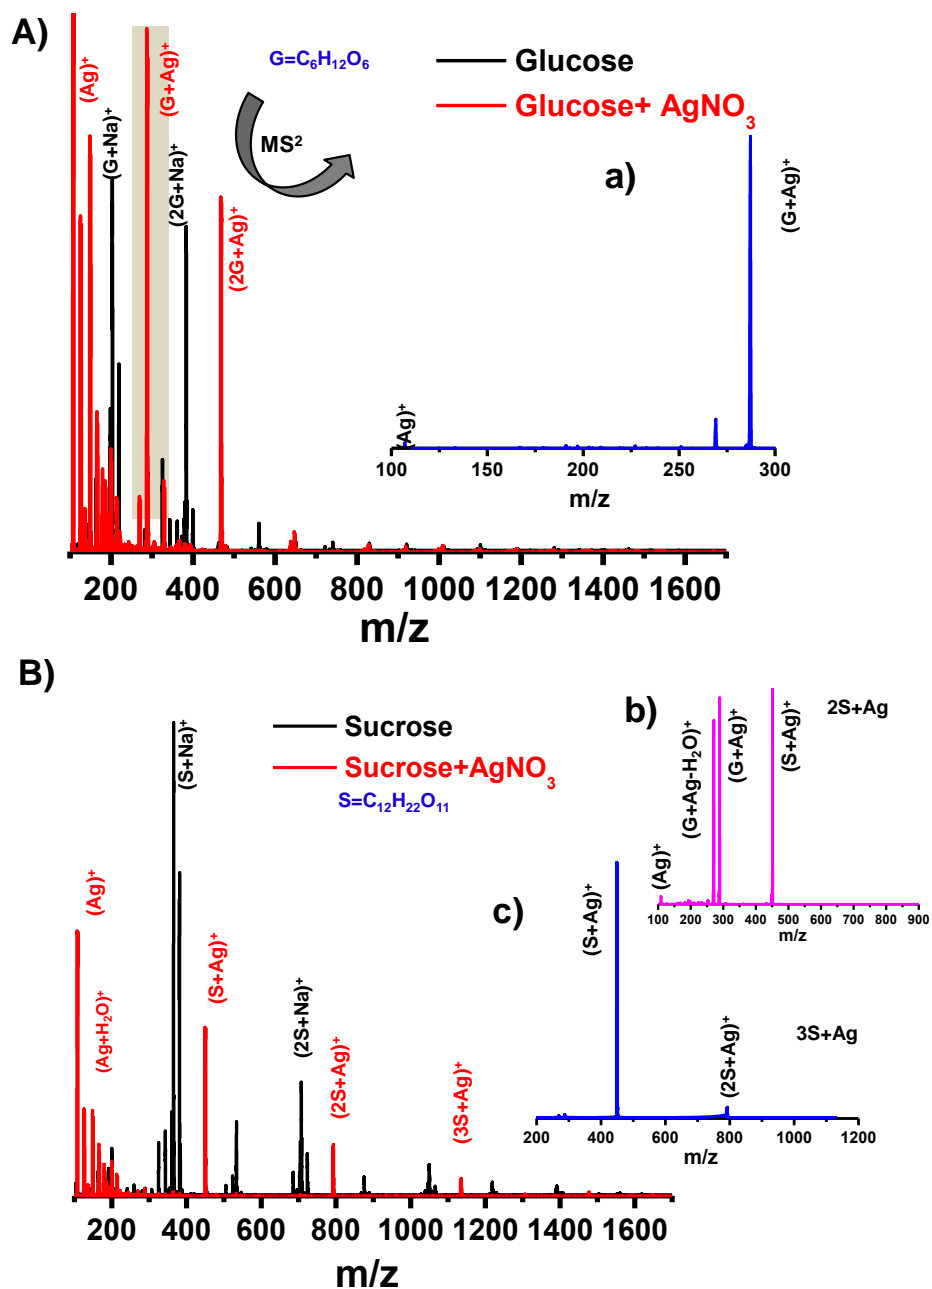 A)
G=C₆H₁₂O₆
Glucose
Glucose+ AgNO₃
(Ag)⁺
(G+Na)⁺
(G+Ag)⁺
(2G+Na)⁺
(2G+Ag)⁺
MS²
a)
(G+Ag)⁺
(Ag)⁺
100 150 200 250 300
m/z
200 400 600 800 1000 1200 1400 1600
m/z
B)
Sucrose
Sucrose+AgNO₃
S=C₁₂H₂₂O₁₁
(Ag)⁺
(Ag+H₂O)⁺
(S+Na)⁺
(S+Ag)⁺
(2S+Na)⁺
(2S+Ag)⁺
(3S+Ag)⁺
b)
2S+Ag
(Ag)⁺
(G+Ag-H₂O)⁺
(G+Ag)⁺
(S+Ag)⁺
100 200 300 400 500 600 700 800 900
m/z
c)
(S+Ag)⁺
(2S+Ag)⁺
3S+Ag
200 400 600 800 1000 1200
m/z
200 400 600 800 1000 1200 1400 1600
m/z